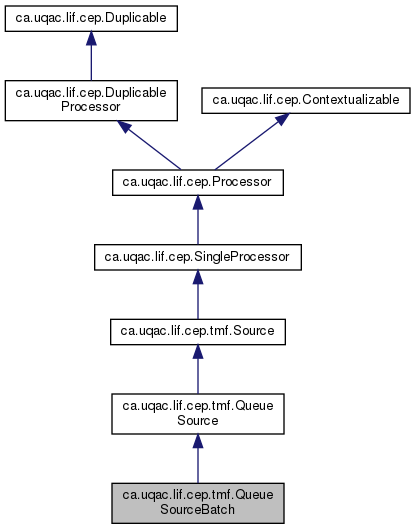 ca.uqac.lif.cep.Duplicable
ca.uqac.lif.cep.Duplicable
Processor
ca.uqac.lif.cep.Contextualizable
ca.uqac.lif.cep.Processor
ca.uqac.lif.cep.SingleProcessor
ca.uqac.lif.cep.tmf.Source
ca.uqac.lif.cep.tmf.Queue
Source
ca.uqac.lif.cep.tmf.Queue
SourceBatch